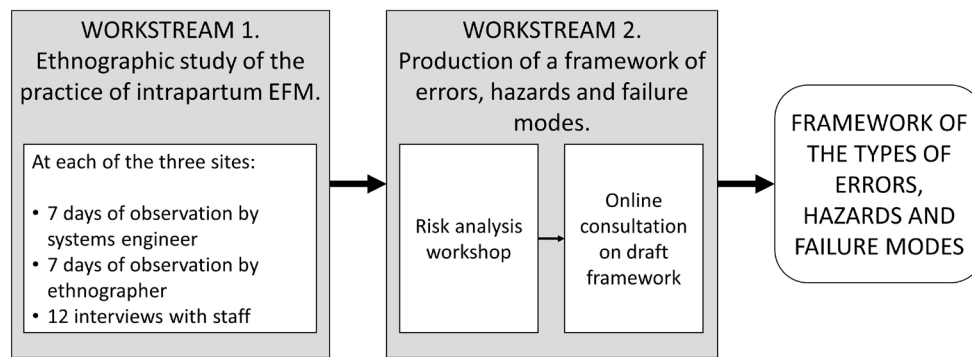 WORKSTREAM 1.
Ethnographic study of the
practice of intrapartum EFM.
At each of the three sites:
• 7 days of observation by
systems engineer
• 7 days of observation by
ethnographer
• 12 interviews with staff
WORKSTREAM 2.
Production of a framework of
errors, hazards and failure
modes.
Risk analysis
workshop
Online
consultation
on draft
framework
FRAMEWORK OF
THE TYPES OF
ERRORS,
HAZARDS AND
FAILURE MODES